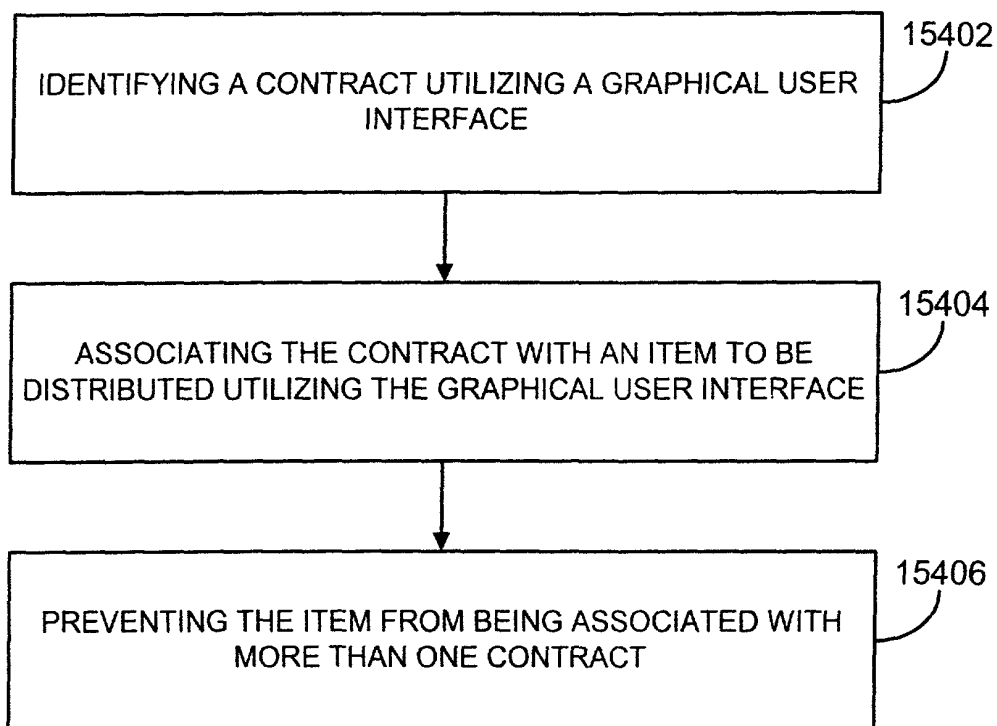 15402
IDENTIFYING A CONTRACT UTILIZING A GRAPHICAL USER
INTERFACE
15404
ASSOCIATING THE CONTRACT WITH AN ITEM TO BE
DISTRIBUTED UTILIZING THE GRAPHICAL USER INTERFACE
15406
PREVENTING THE ITEM FROM BEING ASSOCIATED WITH
MORE THAN ONE CONTRACT